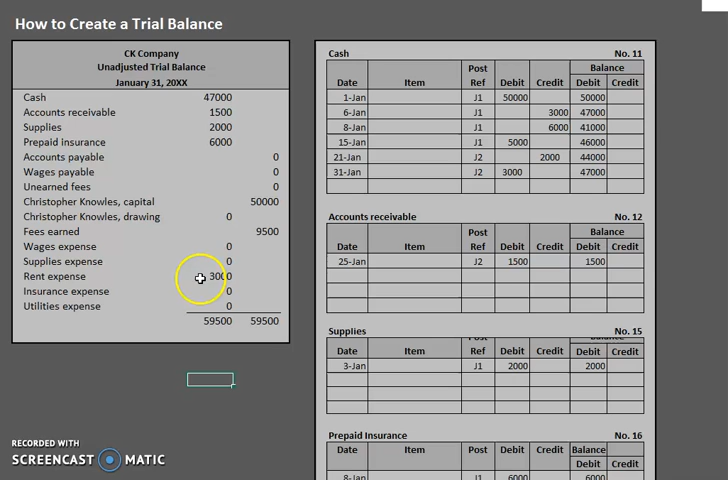 How to Create a Trial Balance
CK Company
Unadjusted Trial Balance
January 31, 20XX
Cash 47000
Accounts receivable 1500
Supplies 2000
Prepaid insurance 6000
Accounts payable 0
Wages payable 0
Unearned fees 0
Christopher Knowles, capital 50000
Christopher Knowles, drawing 0
Fees earned 9500
Wages expense 0
Supplies expense 0
Rent expense 3000
Insurance expense 0
Utilities expense 0
59500 59500
RECORDED WITH
SCREENCAST MATIC
Cash No. 11
Post Balance
Date Item Ref Debit Credit Debit Credit
1-Jan J1 50000 50000
6-Jan J1 3000 47000
8-Jan J1 6000 41000
15-Jan J1 5000 46000
21-Jan J2 2000 44000
31-Jan J2 3000 47000
Accounts receivable No. 12
Post Balance
Date Item Ref Debit Credit Debit Credit
25-Jan J2 1500 1500
Supplies No. 15
Post Balance
Date Item Ref Debit Credit Debit Credit
3-Jan J1 2000 2000
Prepaid Insurance No. 16
Date Item Post Debit Credit Balance
Debit Credit
8-Jan J1 6000 6000